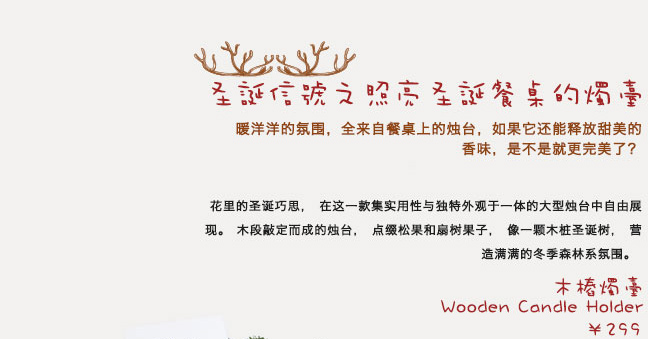 圣誕信號之照亮圣誕餐桌的燭臺
暖洋洋的氛围，全来自餐桌上的烛台，如果它还能释放甜美的
香味，是不是就更完美了？
花里的圣诞巧思， 在这一款集实用性与独特外观于一体的大型烛台中自由展
现。 木段敲定而成的烛台， 点缀松果和扇树果子， 像一颗木桩圣诞树， 营
造满满的冬季森林系氛围。
木樁燭臺
Wooden Candle Holder
￥299